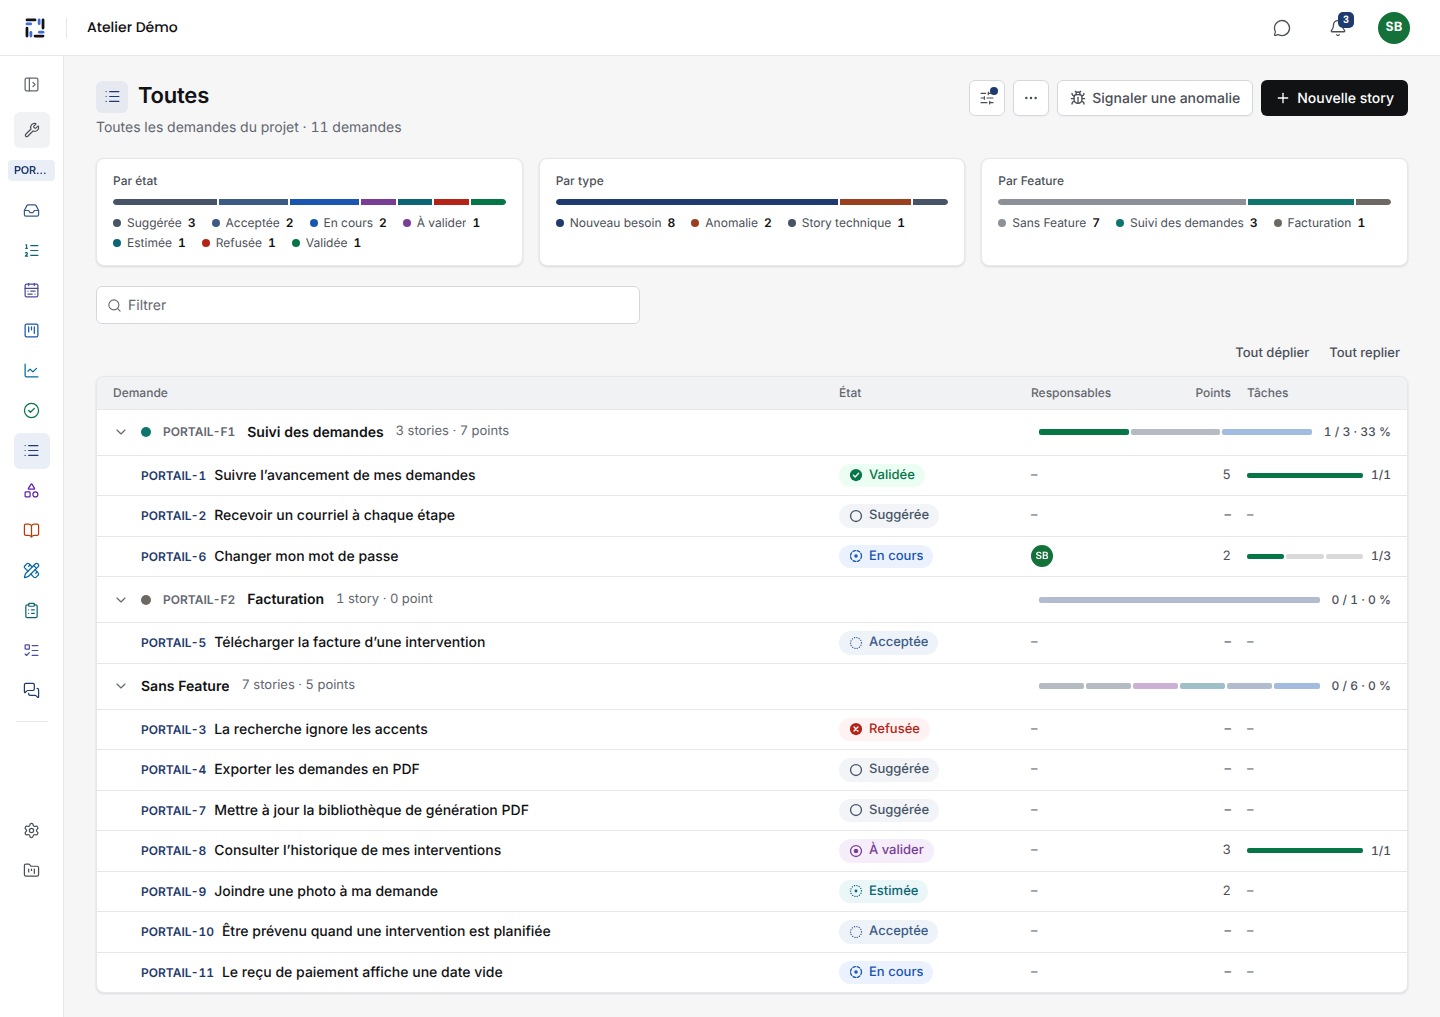 Atelier Démo
3
SB
Toutes
Signaler une anomalie
Nouvelle story
Toutes les demandes du projet · 11 demandes
POR...
Par état
Suggérée 3 Acceptée 2 En cours 2 À valider 1
Estimée 1 Refusée 1 Validée 1
Par type
Nouveau besoin 8 Anomalie 2 Story technique 1
Par Feature
Sans Feature 7 Suivi des demandes 3 Facturation 1
Filtrer
Tout déplier Tout replier
Demande État Responsables Points Tâches
PORTAIL-F1 Suivi des demandes 3 stories · 7 points 1 / 3 · 33 %
PORTAIL-1 Suivre l’avancement de mes demandes Validée – 5 1/1
PORTAIL-2 Recevoir un courriel à chaque étape Suggérée – – –
PORTAIL-6 Changer mon mot de passe En cours SB 2 1/3
PORTAIL-F2 Facturation 1 story · 0 point 0 / 1 · 0 %
PORTAIL-5 Télécharger la facture d’une intervention Acceptée – – –
Sans Feature 7 stories · 5 points 0 / 6 · 0 %
PORTAIL-3 La recherche ignore les accents Refusée – – –
PORTAIL-4 Exporter les demandes en PDF Suggérée – – –
PORTAIL-7 Mettre à jour la bibliothèque de génération PDF Suggérée – – –
PORTAIL-8 Consulter l’historique de mes interventions À valider – 3 1/1
PORTAIL-9 Joindre une photo à ma demande Estimée – 2 –
PORTAIL-10 Être prévenu quand une intervention est planifiée Acceptée – – –
PORTAIL-11 Le reçu de paiement affiche une date vide En cours – – –